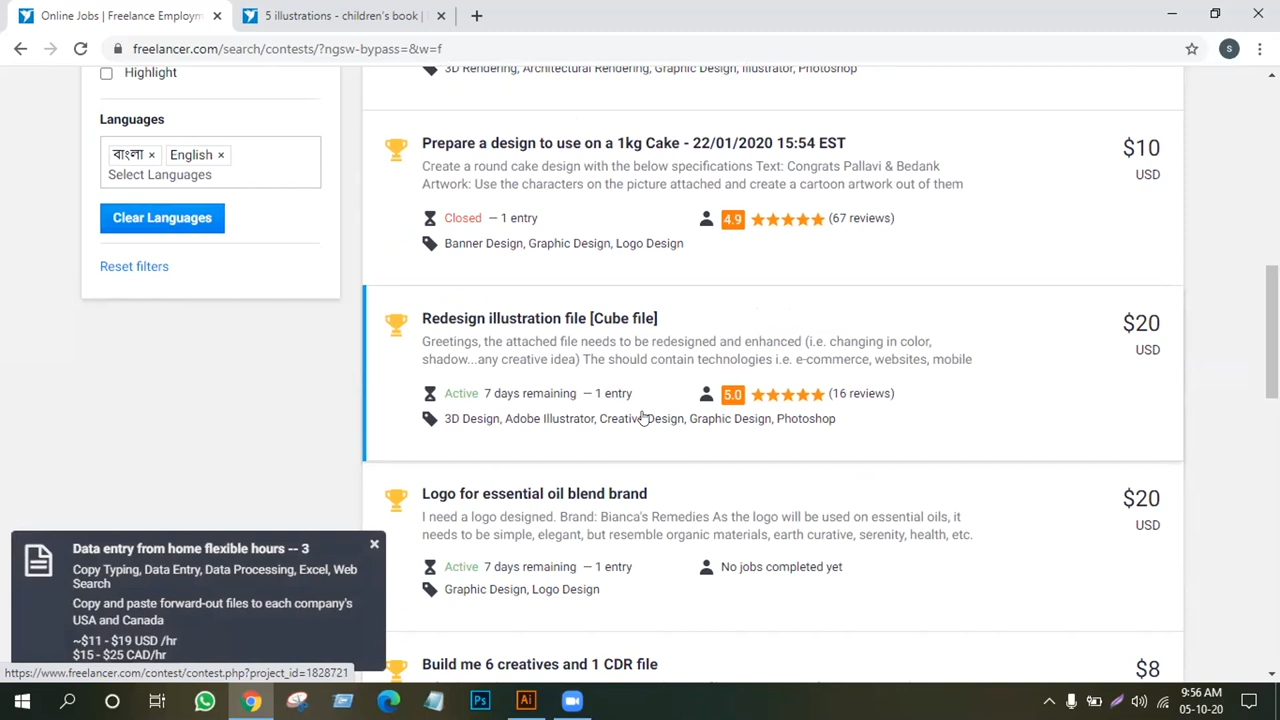 Online Jobs | Freelance Employm
5 illustrations - children's book |
freelancer.com/search/contests/?ngsw-bypass=&w=f
S
Highlight
Languages
বাংলা × English ×
Select Languages
Clear Languages
Reset filters
3D Rendering, Architectural Rendering, Graphic Design, Illustrator, Photoshop
Prepare a design to use on a 1kg Cake - 22/01/2020 15:54 EST
$10
USD
Create a round cake design with the below specifications Text: Congrats Pallavi & Bedank
Artwork: Use the characters on the picture attached and create a cartoon artwork out of them
Closed — 1 entry
4.9 (67 reviews)
Banner Design, Graphic Design, Logo Design
Redesign illustration file [Cube file]
$20
USD
Greetings, the attached file needs to be redesigned and enhanced (i.e. changing in color,
shadow...any creative idea) The should contain technologies i.e. e-commerce, websites, mobile
Active 7 days remaining — 1 entry
5.0 (16 reviews)
3D Design, Adobe Illustrator, Creative Design, Graphic Design, Photoshop
Logo for essential oil blend brand
$20
USD
I need a logo designed. Brand: Bianca's Remedies As the logo will be used on essential oils, it
needs to be simple, elegant, but resemble organic materials, earth curative, serenity, health, etc.
Active 7 days remaining — 1 entry
No jobs completed yet
Graphic Design, Logo Design
Build me 6 creatives and 1 CDR file
$8
Data entry from home flexible hours -- 3
Copy Typing, Data Entry, Data Processing, Excel, Web
Search
Copy and paste forward-out files to each company's
USA and Canada
~$11 - $19 USD /hr
$15 - $25 CAD/hr
https://www.freelancer.com/contest/contest.php?project_id=1828721
Ps
Ai
9:56 AM
05-10-20